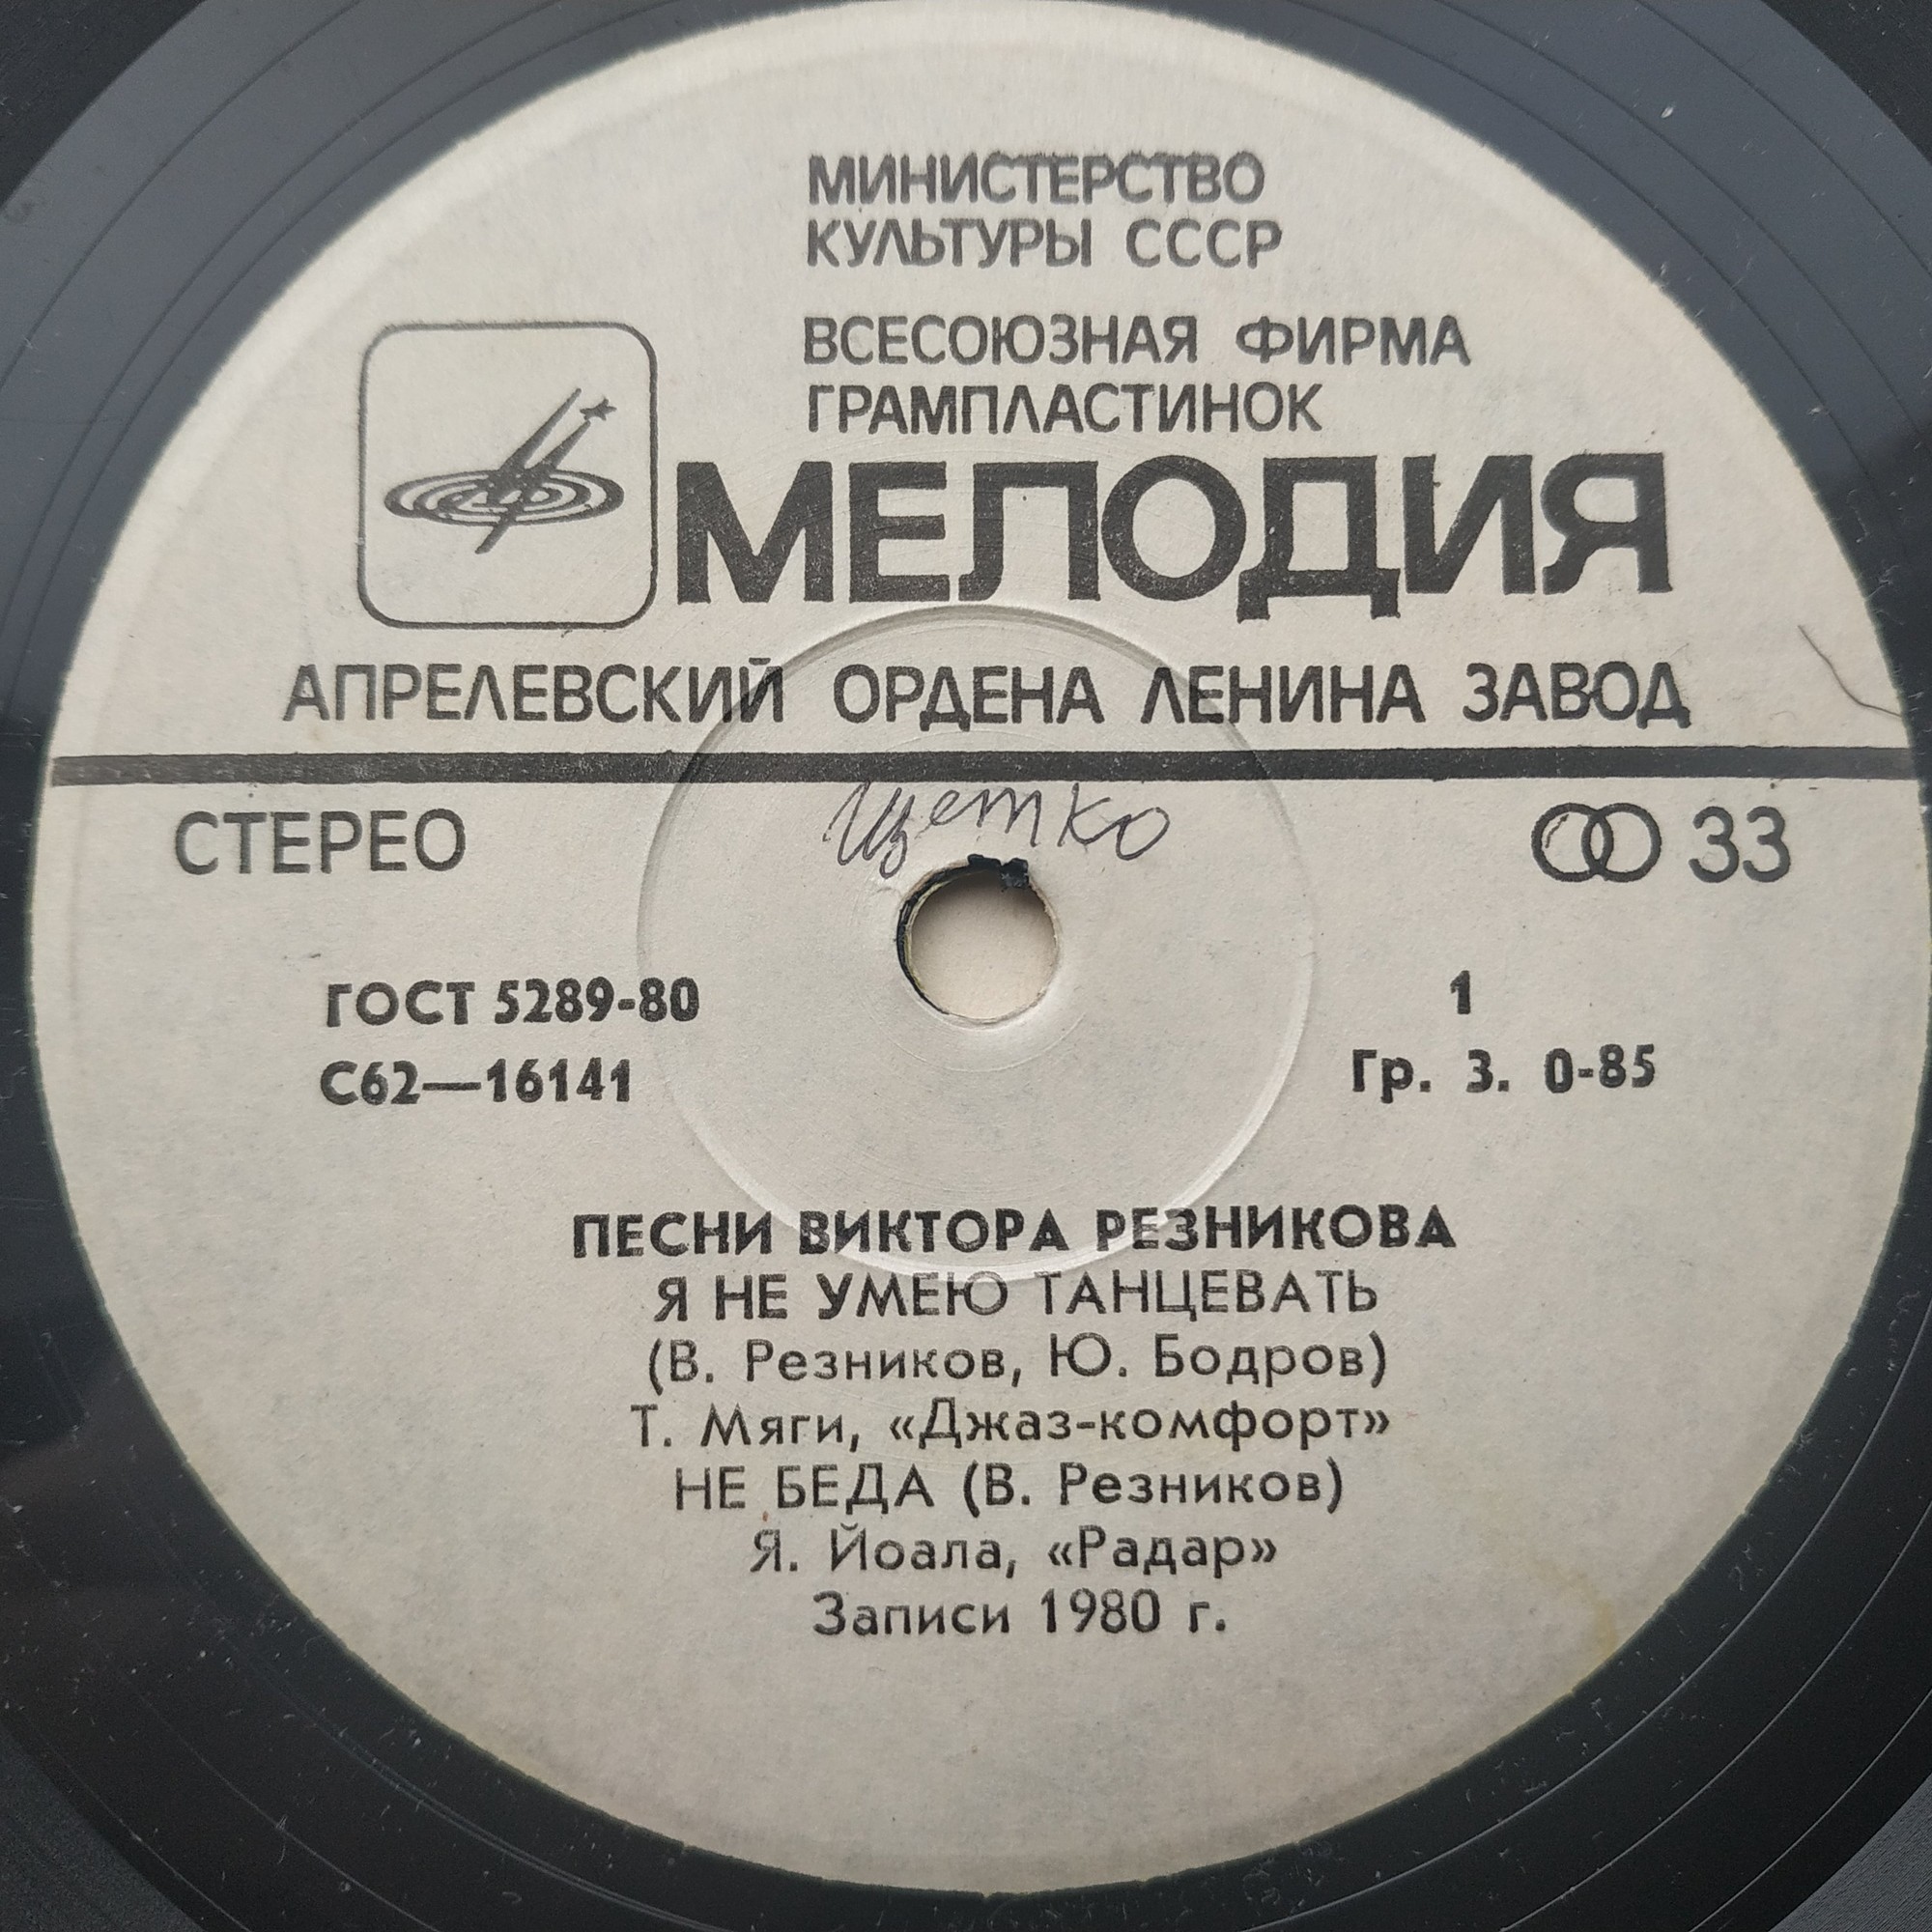 МИНИСТЕРСТВО
КУЛЬТУРЫ СССР
ВСЕСОЮЗНАЯ ФИРМА
ГРАМПЛАСТИНОК
МЕЛОДИЯ
АПРЕЛЕВСКИЙ ОРДЕНА ЛЕНИНА ЗАВОД
Щетко
СТЕРЕО
33
ГОСТ 5289-80
1
С62—16141
Гр. 3. 0-85
ПЕСНИ ВИКТОРА РЕЗНИКОВА
Я НЕ УМЕЮ ТАНЦЕВАТЬ
(В. Резников, Ю. Бодров)
Т. Мяги, «Джаз-комфорт»
НЕ БЕДА (В. Резников)
Я. Йоала, «Радар»
Записи 1980 г.